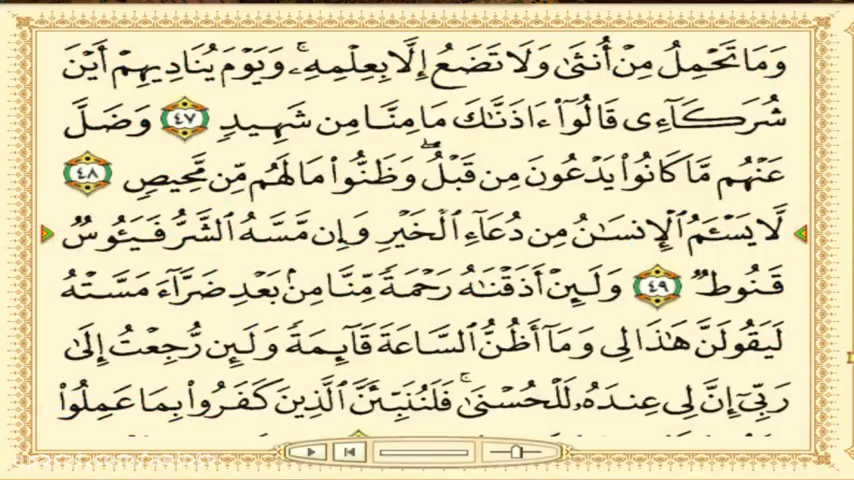 وَمَا تَحْمِلُ مِنْ أُنثَىٰ وَلَا تَضَعُ إِلَّا بِعِلْمِهِۦ ۚ وَيَوْمَ يُنَادِيهِمْ أَيْنَ
شُرَكَآءِى قَالُوٓا۟ ءَاذَنَّـٰكَ مَا مِنَّا مِن شَهِيدٍ ٤٧ وَضَلَّ
عَنْهُم مَّا كَانُوا۟ يَدْعُونَ مِن قَبْلُ ۖ وَظَنُّوا۟ مَا لَهُم مِّن مَّحِيصٍ ٤٨
لَّا يَسْـَٔمُ ٱلْإِنسَـٰنُ مِن دُعَآءِ ٱلْخَيْرِ وَإِن مَّسَّهُ ٱلشَّرُّ فَيَـُٔوسٌ
قَنُوطٌ ٤٩ وَلَئِنْ أَذَقْنَـٰهُ رَحْمَةً مِّنَّا مِنۢ بَعْدِ ضَرَّآءَ مَسَّتْهُ
لَيَقُولَنَّ هَـٰذَا لِى وَمَآ أَظُنُّ ٱلسَّاعَةَ قَآئِمَةً وَلَئِن رُّجِعْتُ إِلَىٰ
رَبِّىٓ إِنَّ لِى عِندَهُۥ لَلْحُسْنَىٰ ۚ فَلَنُنَبِّئَنَّ ٱلَّذِينَ كَفَرُوا۟ بِمَا عَمِلُوا۟